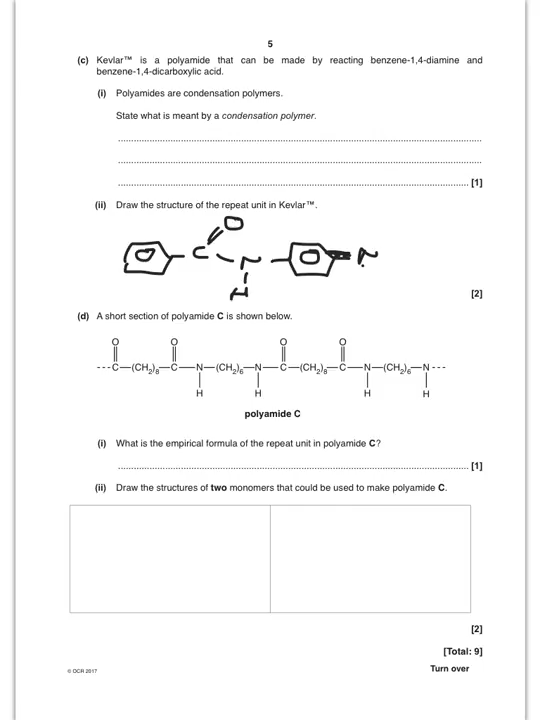 5
(c) Kevlar™ is a polyamide that can be made by reacting benzene-1,4-diamine and
benzene-1,4-dicarboxylic acid.
(i) Polyamides are condensation polymers.
State what is meant by a condensation polymer.
................................................................
................................................................
................................................................ [1]
(ii) Draw the structure of the repeat unit in Kevlar™.
O
C
N
N
H
[2]
(d) A short section of polyamide C is shown below.
O O O O
---C—(CH2)8—C—N—(CH2)6—N—C—(CH2)8—C—N—(CH2)6—N---
H H H H
polyamide C
(i) What is the empirical formula of the repeat unit in polyamide C?
................................................................ [1]
(ii) Draw the structures of two monomers that could be used to make polyamide C.
[2]
[Total: 9]
© OCR 2017
Turn over